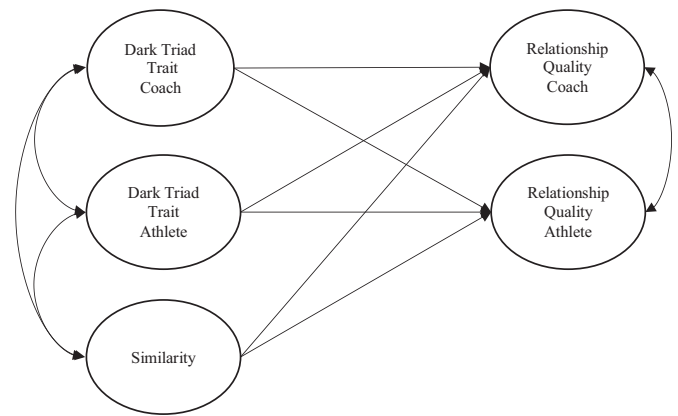 Dark Triad
Trait
Coach
Relationship
Quality
Coach
Dark Triad
Trait
Athlete
Relationship
Quality
Athlete
Similarity